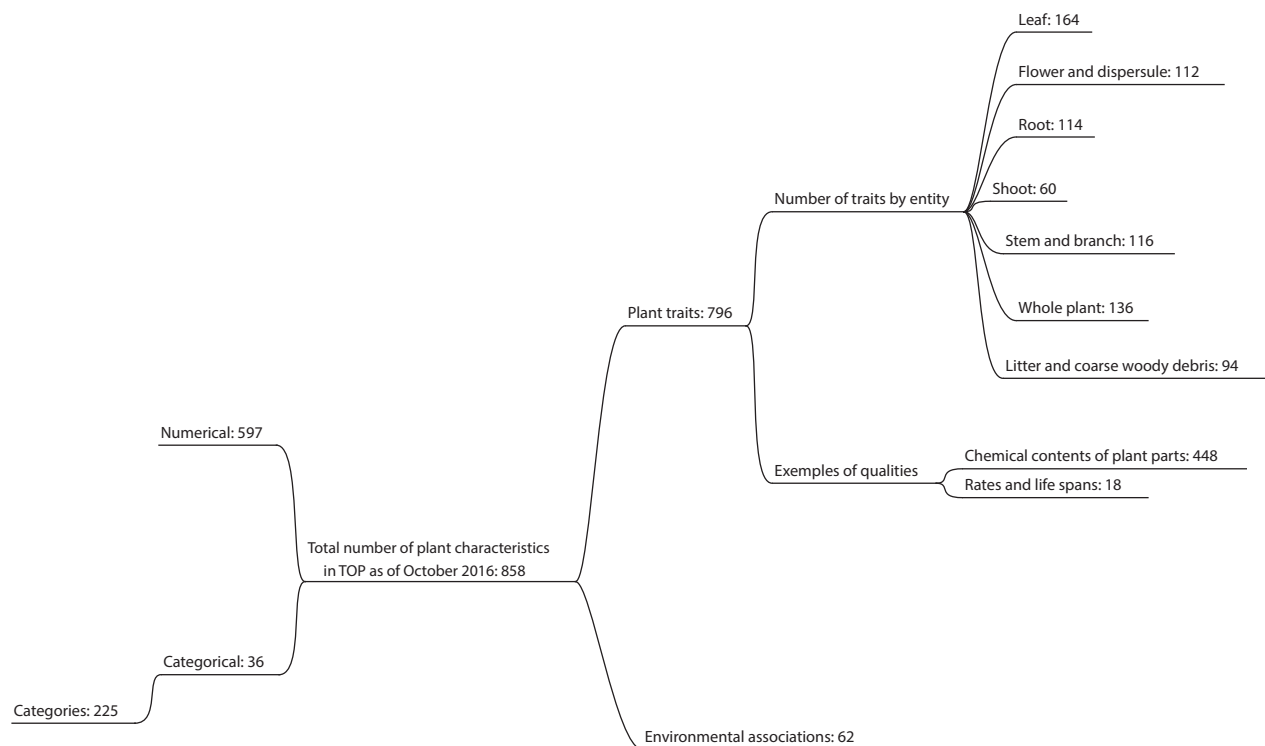 Leaf: 164
Flower and dispersule: 112
Root: 114
Shoot: 60
Number of traits by entity
Stem and branch: 116
Whole plant: 136
Plant traits: 796
Litter and coarse woody debris: 94
Numerical: 597
Chemical contents of plant parts: 448
Exemples of qualities
Rates and life spans: 18
Total number of plant characteristics
in TOP as of October 2016: 858
Categorical: 36
Categories: 225
Environmental associations: 62